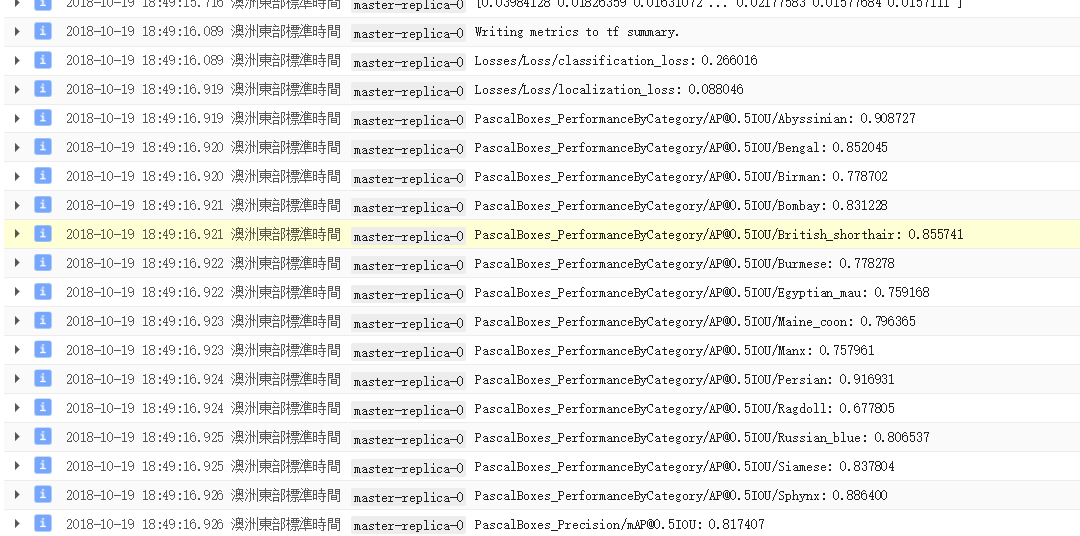 2018-10-19 18:49:15.716 澳洲東部標準時間 master-replica-0 [0.03984128 0.01826359 0.01631072 ... 0.02177583 0.01577684 0.0157111 ]
2018-10-19 18:49:16.089 澳洲東部標準時間 master-replica-0 Writing metrics to tf summary.
2018-10-19 18:49:16.089 澳洲東部標準時間 master-replica-0 Losses/Loss/classification_loss: 0.266016
2018-10-19 18:49:16.919 澳洲東部標準時間 master-replica-0 Losses/Loss/localization_loss: 0.088046
2018-10-19 18:49:16.919 澳洲東部標準時間 master-replica-0 PascalBoxes_PerformanceByCategory/AP@0.5IOU/Abyssinian: 0.908727
2018-10-19 18:49:16.920 澳洲東部標準時間 master-replica-0 PascalBoxes_PerformanceByCategory/AP@0.5IOU/Bengal: 0.852045
2018-10-19 18:49:16.920 澳洲東部標準時間 master-replica-0 PascalBoxes_PerformanceByCategory/AP@0.5IOU/Birman: 0.778702
2018-10-19 18:49:16.921 澳洲東部標準時間 master-replica-0 PascalBoxes_PerformanceByCategory/AP@0.5IOU/Bombay: 0.831228
2018-10-19 18:49:16.921 澳洲東部標準時間 master-replica-0 PascalBoxes_PerformanceByCategory/AP@0.5IOU/British_shorthair: 0.855741
2018-10-19 18:49:16.922 澳洲東部標準時間 master-replica-0 PascalBoxes_PerformanceByCategory/AP@0.5IOU/Burmese: 0.778278
2018-10-19 18:49:16.922 澳洲東部標準時間 master-replica-0 PascalBoxes_PerformanceByCategory/AP@0.5IOU/Egyptian_mau: 0.759168
2018-10-19 18:49:16.923 澳洲東部標準時間 master-replica-0 PascalBoxes_PerformanceByCategory/AP@0.5IOU/Maine_coon: 0.796365
2018-10-19 18:49:16.923 澳洲東部標準時間 master-replica-0 PascalBoxes_PerformanceByCategory/AP@0.5IOU/Manx: 0.757961
2018-10-19 18:49:16.924 澳洲東部標準時間 master-replica-0 PascalBoxes_PerformanceByCategory/AP@0.5IOU/Persian: 0.916931
2018-10-19 18:49:16.924 澳洲東部標準時間 master-replica-0 PascalBoxes_PerformanceByCategory/AP@0.5IOU/Ragdoll: 0.677805
2018-10-19 18:49:16.925 澳洲東部標準時間 master-replica-0 PascalBoxes_PerformanceByCategory/AP@0.5IOU/Russian_blue: 0.806537
2018-10-19 18:49:16.925 澳洲東部標準時間 master-replica-0 PascalBoxes_PerformanceByCategory/AP@0.5IOU/Siamese: 0.837804
2018-10-19 18:49:16.926 澳洲東部標準時間 master-replica-0 PascalBoxes_PerformanceByCategory/AP@0.5IOU/Sphynx: 0.886400
2018-10-19 18:49:16.926 澳洲東部標準時間 master-replica-0 PascalBoxes_Precision/mAP@0.5IOU: 0.817407